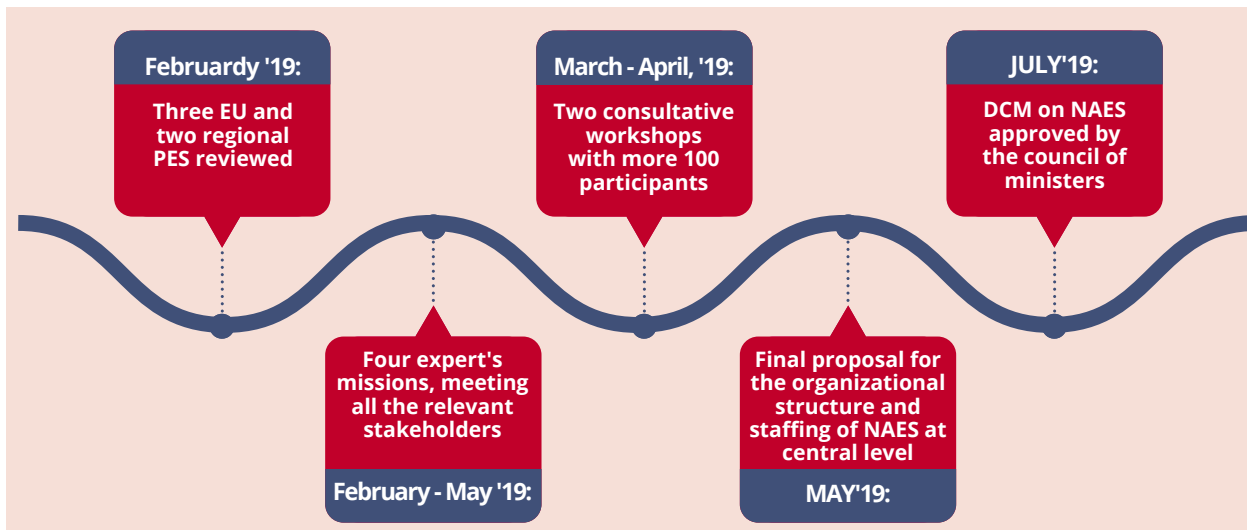 Februardy '19:
Three EU and
two regional
PES reviewed
Four expert's
missions, meeting
all the relevant
stakeholders
February - May '19:
March - April, '19:
Two consultative
workshops
with more 100
participants
Final proposal for
the organizational
structure and
staffing of NAES at
central level
MAY'19:
JULY'19:
DCM on NAES
approved by
the council of
ministers